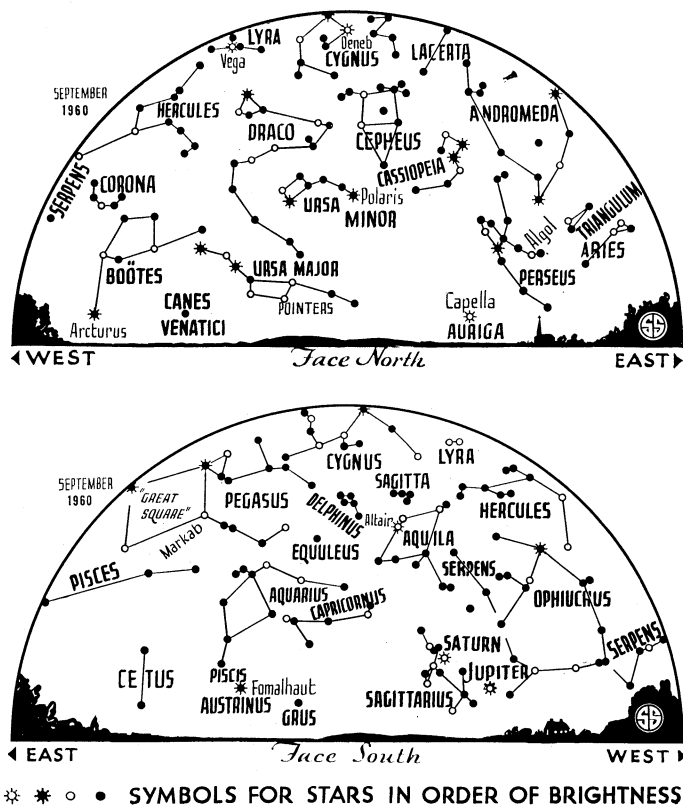 LYRA
Vega
Deneb
CYGNUS
LACERTA
SEPTEMBER
1960
HERCULES
DRACO
CEPHEUS
ANDROMEDA
CASSIOPEIA
SERPENS
CORONA
URSA
MINOR
Polaris
TRIANGULUM
Algol
ARIES
BOÖTES
URSA MAJOR
PERSEUS
CANES
VENATICI
POINTERS
Capella
AURIGA
Arcturus
SS
WEST
Face North
EAST
SEPTEMBER
1960
CYGNUS
LYRA
"GREAT
SQUARE"
PEGASUS
DELPHINUS
SAGITTA
HERCULES
Altair
Markab
EQUULEUS
AQUILA
PISCES
AQUARIUS
CAPRICORNUS
SERPENS
OPHIUCHUS
SERPENS
SATURN
JUPITER
CETUS
PISCIS
AUSTRINUS
Fomalhaut
GRUS
SAGITTARIUS
SS
EAST
Face South
WEST
SYMBOLS FOR STARS IN ORDER OF BRIGHTNESS